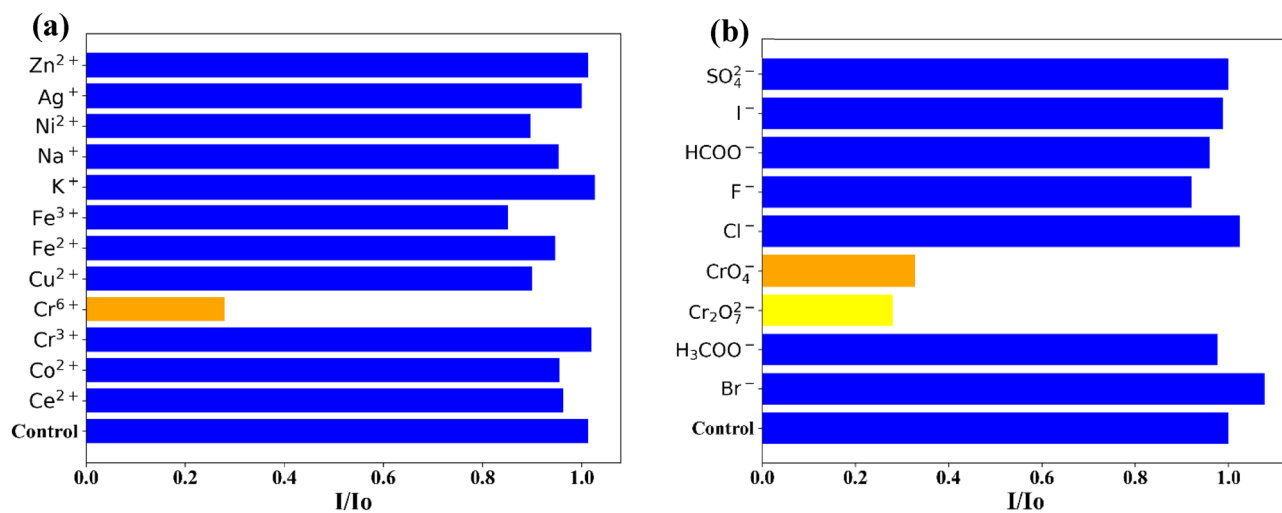 (a)
Zn²⁺
Ag⁺
Ni²⁺
Na⁺
K⁺
Fe³⁺
Fe²⁺
Cu²⁺
Cr⁶⁺
Cr³⁺
Co²⁺
Ce²⁺
Control
0.0 0.2 0.4 0.6 0.8 1.0
I/Io
(b)
SO₄²⁻
I⁻
HCOO⁻
F⁻
Cl⁻
CrO₄⁻
Cr₂O₇²⁻
H₃COO⁻
Br⁻
Control
0.0 0.2 0.4 0.6 0.8 1.0
I/Io